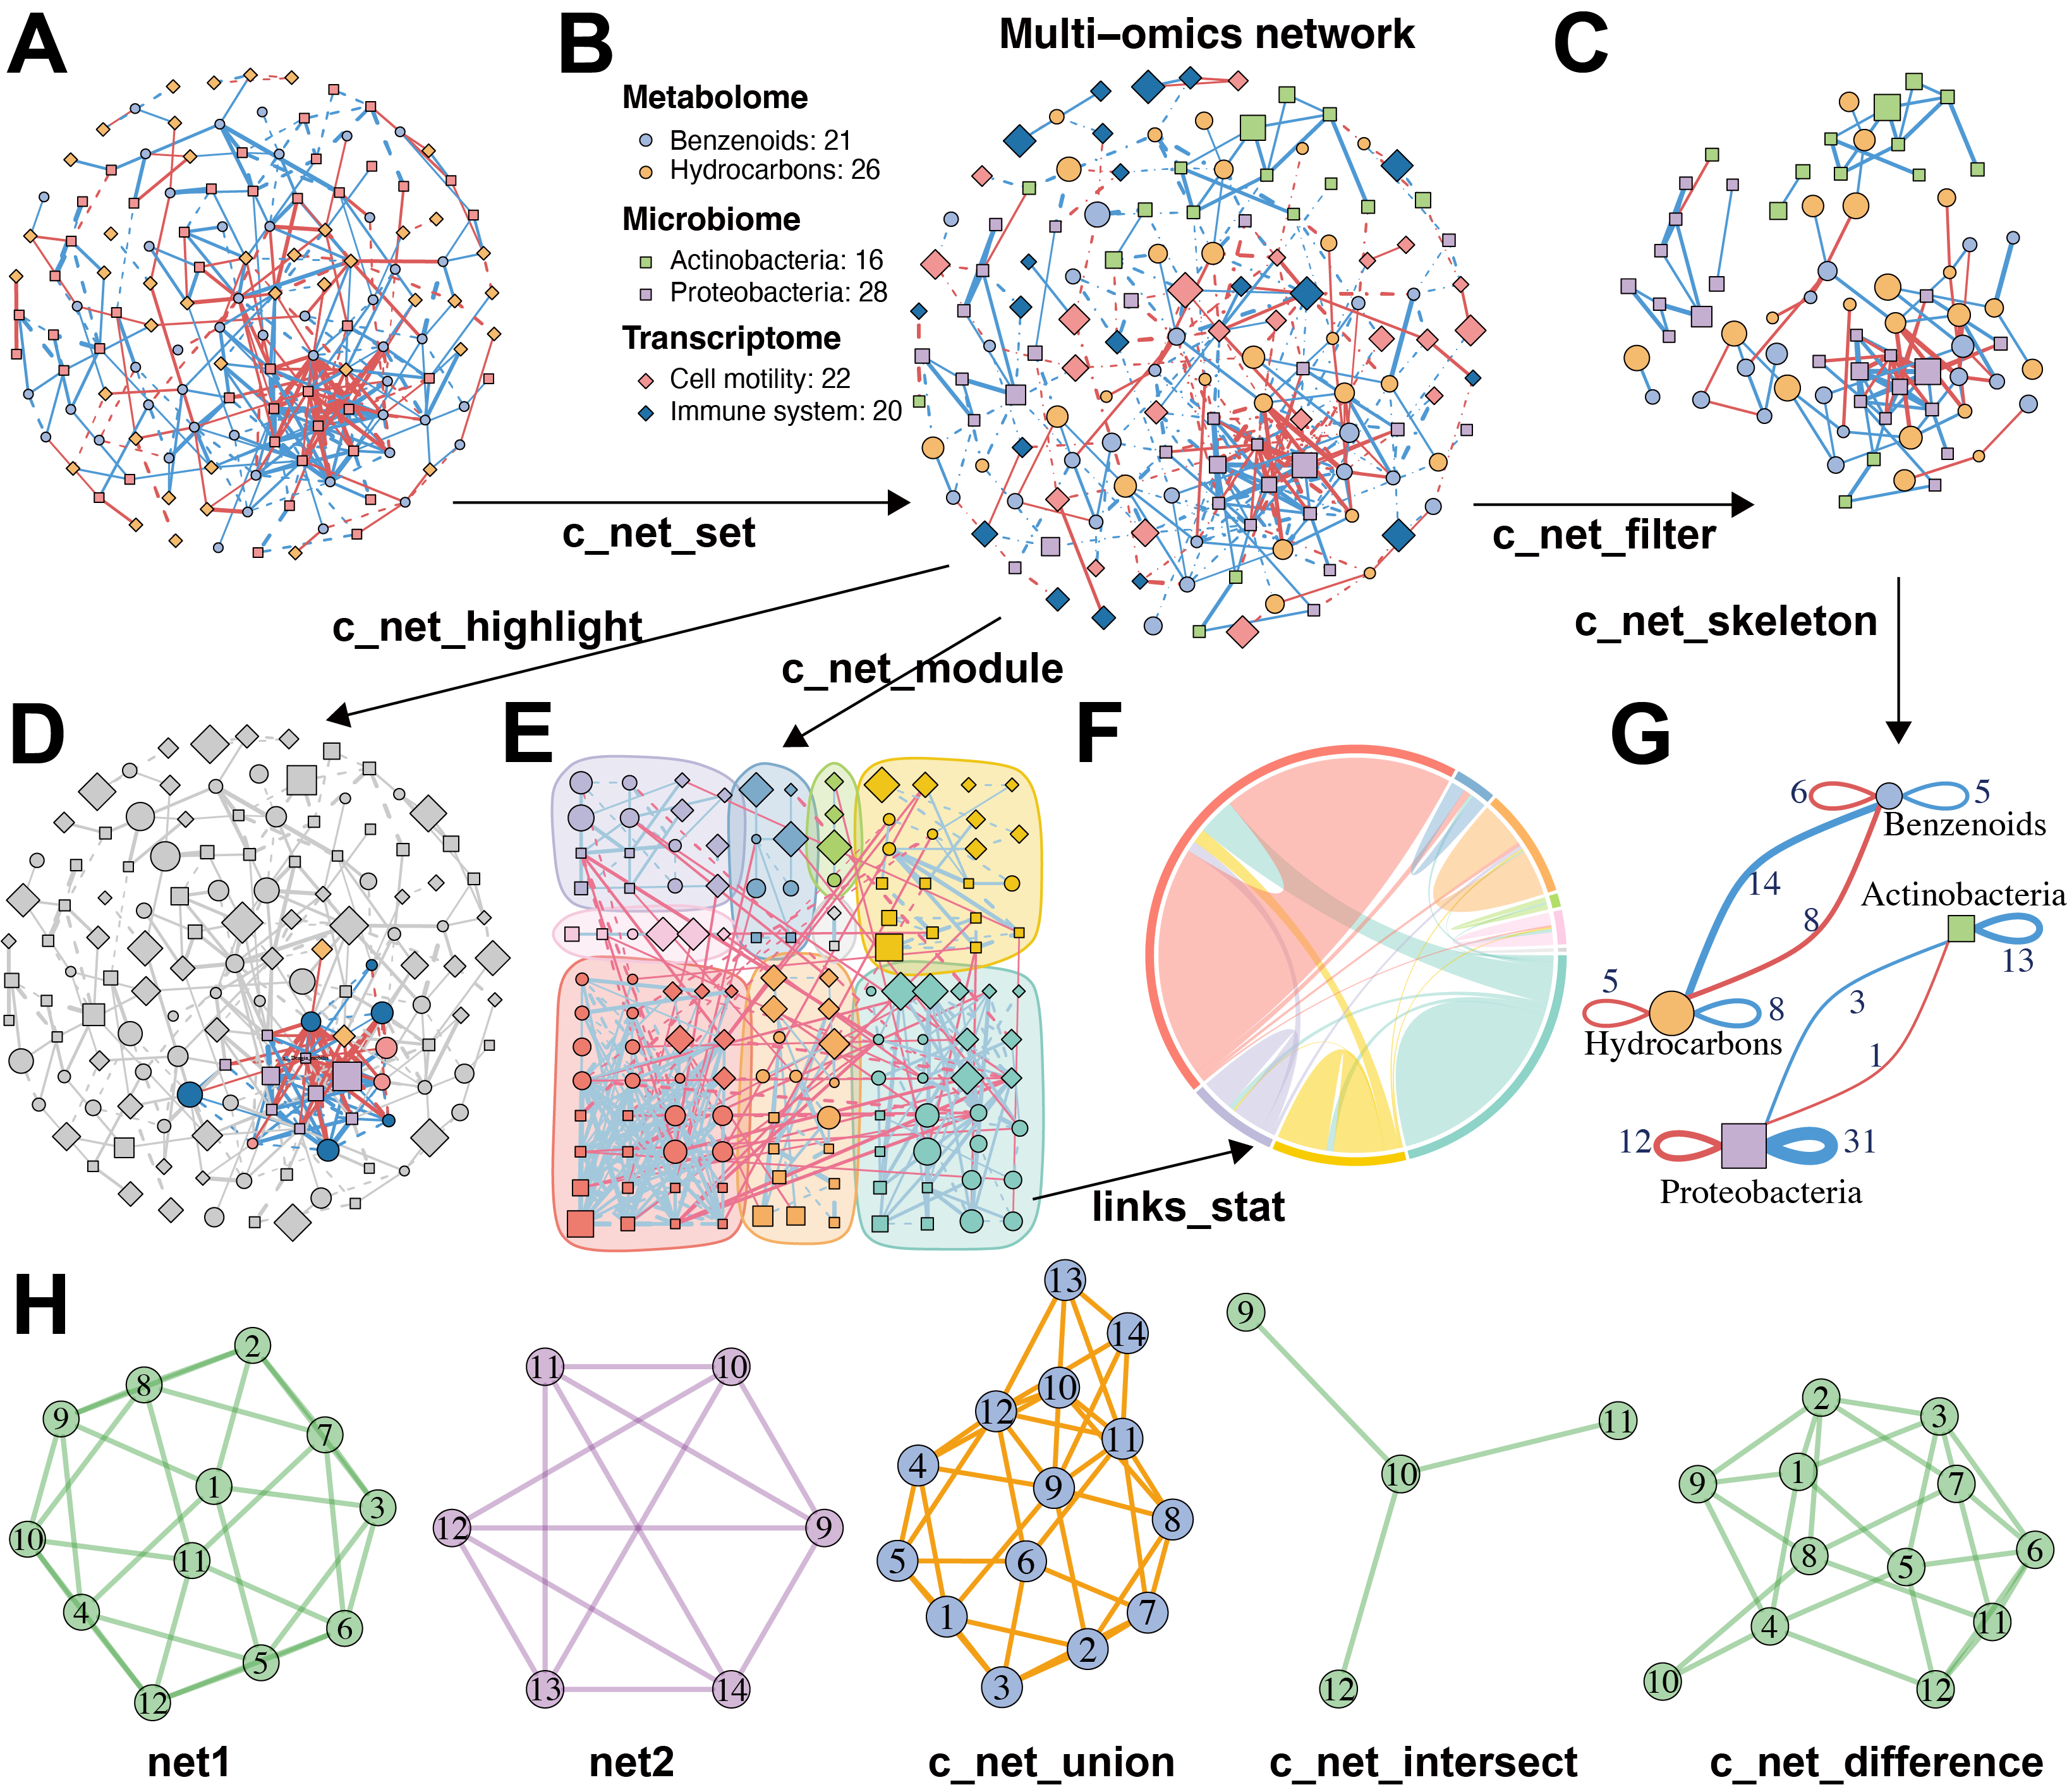 A
B
Multi–omics network
C
Metabolome
Benzenoids: 21
Hydrocarbons: 26
Microbiome
Actinobacteria: 16
Proteobacteria: 28
Transcriptome
Cell motility: 22
Immune system: 20
c_net_set
c_net_filter
c_net_highlight
c_net_module
c_net_skeleton
D
E
F
G
6
5
Benzenoids
14
8
Actinobacteria
13
5
8
Hydrocarbons
3
1
12
31
Proteobacteria
links_stat
H
2
8
9
7
1
3
10
11
4
6
5
12
net1
11
10
12
9
13
14
net2
13
14
10
12
11
4
9
8
5
6
1
7
2
3
c_net_union
9
11
10
12
c_net_intersect
2
3
1
9
7
8
5
6
4
11
10
12
c_net_difference